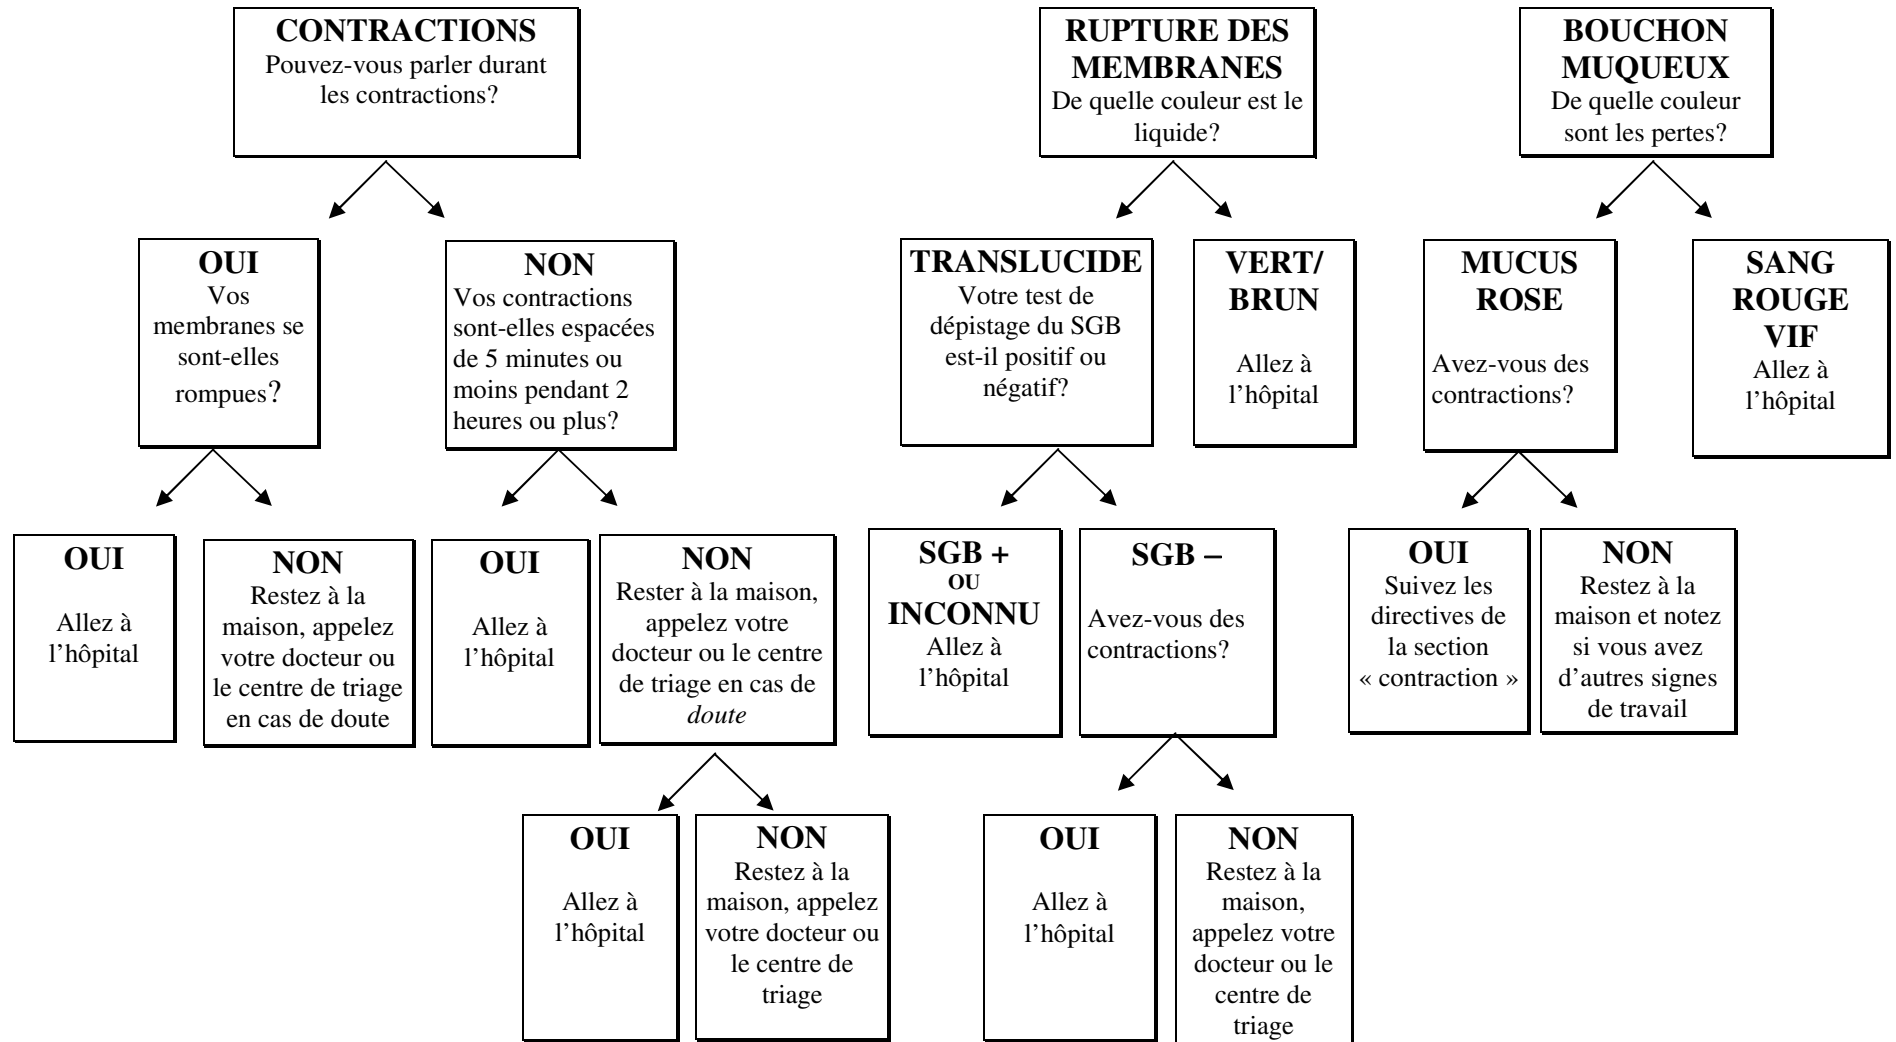 CONTRACTIONS
Pouvez-vous parler durant
les contractions?
RUPTURE DES
MEMBRANES
De quelle couleur est le
liquide?
BOUCHON
MUQUEUX
De quelle couleur
sont les pertes?
OUI
Vos
membranes se
sont-elles
rompues?
NON
Vos contractions
sont-elles espacées
de 5 minutes ou
moins pendant 2
heures ou plus?
TRANSLUCIDE
Votre test de
dépistage du SGB
est-il positif ou
négatif?
VERT/
BRUN
Allez à
l’hôpital
MUCUS
ROSE
Avez-vous des
contractions?
SANG
ROUGE
VIF
Allez à
l’hôpital
OUI
Allez à
l’hôpital
NON
Restez à la
maison, appelez
votre docteur ou
le centre de triage
en cas de doute
OUI
Allez à
l’hôpital
NON
Rester à la maison,
appelez votre
docteur ou le centre
de triage en cas de
doute
SGB +
OU
INCONNU
Allez à
l’hôpital
SGB –
Avez-vous des
contractions?
OUI
Suivez les
directives de
la section
« contraction »
NON
Restez à la
maison et notez
si vous avez
d’autres signes
de travail
OUI
Allez à
l’hôpital
NON
Restez à la
maison, appelez
votre docteur ou
le centre de
triage
OUI
Allez à
l’hôpital
NON
Restez à la
maison,
appelez votre
docteur ou le
centre de
triage